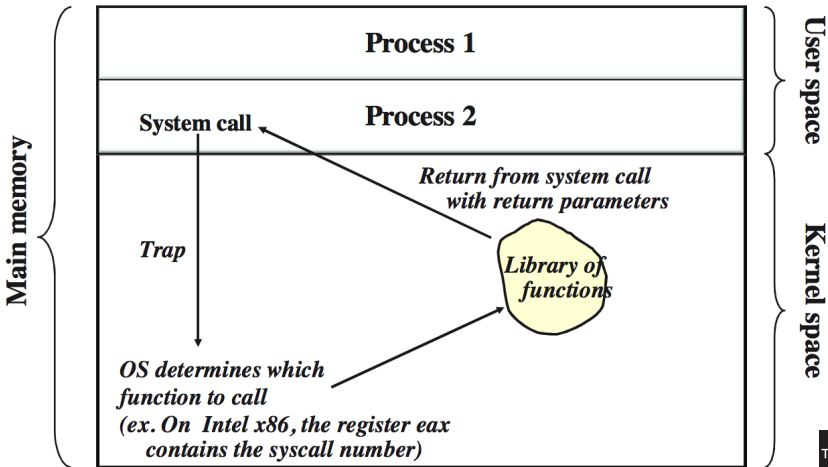 Process 1
User space
System call
Process 2
Main memory
Return from system call
with return parameters
Trap
Library of
functions
Kernel space
OS determines which
function to call
(ex. On Intel x86, the register eax
contains the syscall number)
T